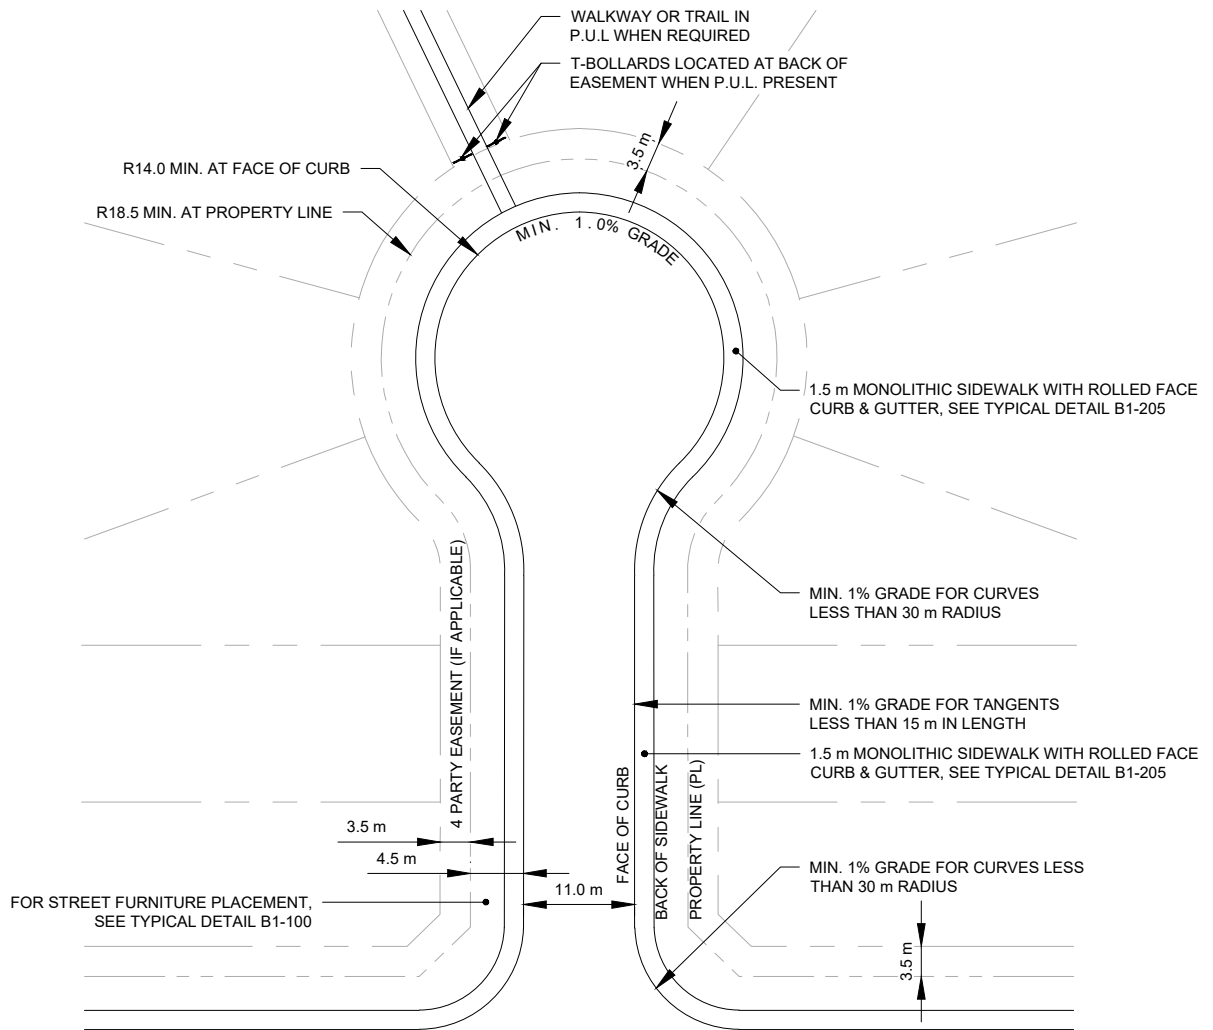 WALKWAY OR TRAIL IN
P.U.L WHEN REQUIRED
T-BOLLARDS LOCATED AT BACK OF
EASEMENT WHEN P.U.L. PRESENT
3.5 m
R14.0 MIN. AT FACE OF CURB
R18.5 MIN. AT PROPERTY LINE
MIN. 1.0% GRADE
1.5 m MONOLITHIC SIDEWALK WITH ROLLED FACE
CURB & GUTTER, SEE TYPICAL DETAIL B1-205
MIN. 1% GRADE FOR CURVES
LESS THAN 30 m RADIUS
4 PARTY EASEMENT (IF APPLICABLE)
MIN. 1% GRADE FOR TANGENTS
LESS THAN 15 m IN LENGTH
1.5 m MONOLITHIC SIDEWALK WITH ROLLED FACE
CURB & GUTTER, SEE TYPICAL DETAIL B1-205
FACE OF CURB
BACK OF SIDEWALK
PROPERTY LINE (PL)
3.5 m
4.5 m
11.0 m
MIN. 1% GRADE FOR CURVES LESS
THAN 30 m RADIUS
FOR STREET FURNITURE PLACEMENT,
SEE TYPICAL DETAIL B1-100
3.5 m